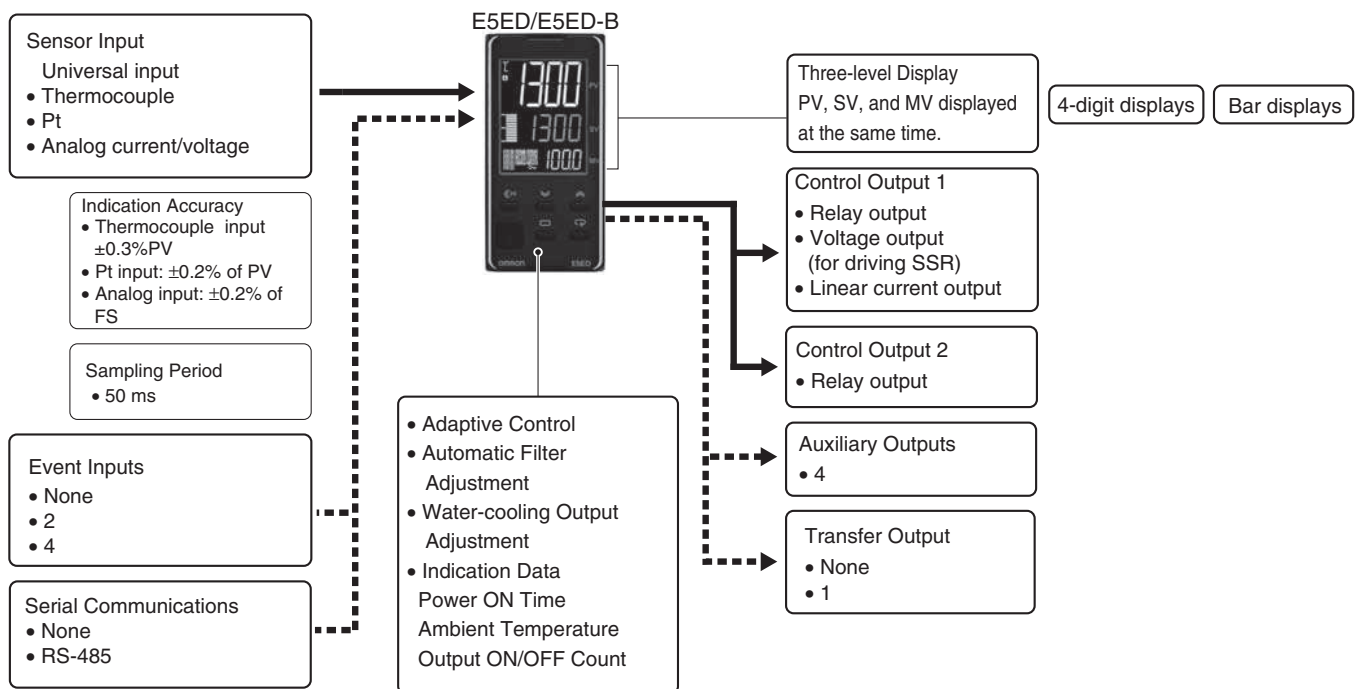 E5ED/E5ED-B
Sensor Input
Universal input
• Thermocouple
• Pt
• Analog current/voltage
Indication Accuracy
• Thermocouple input
±0.3%PV
• Pt input: ±0.2% of PV
• Analog input: ±0.2% of
FS
Sampling Period
• 50 ms
Event Inputs
• None
• 2
• 4
Serial Communications
• None
• RS-485
1300
PV
1300
SV
100.0
MV
omron
E5ED
• Adaptive Control
• Automatic Filter
Adjustment
• Water-cooling Output
Adjustment
• Indication Data
Power ON Time
Ambient Temperature
Output ON/OFF Count
Three-level Display
PV, SV, and MV displayed
at the same time.
4-digit displays
Bar displays
Control Output 1
• Relay output
• Voltage output
(for driving SSR)
• Linear current output
Control Output 2
• Relay output
Auxiliary Outputs
• 4
Transfer Output
• None
• 1